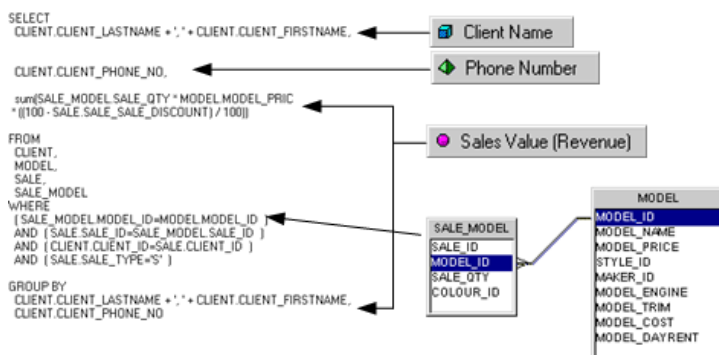 SELECT
CLIENT.CLIENT_LASTNAME + ', ' + CLIENT.CLIENT_FIRSTNAME,
CLIENT.CLIENT_PHONE_NO,
sum(SALE_MODEL.SALE_QTY * MODEL.MODEL_PRIC
* ((100 - SALE.SALE_SALE_DISCOUNT) / 100))
FROM
CLIENT,
MODEL,
SALE,
SALE_MODEL
WHERE
( SALE_MODEL.MODEL_ID=MODEL.MODEL_ID )
AND ( SALE.SALE_ID=SALE_MODEL.SALE_ID )
AND ( CLIENT.CLIENT_ID=SALE.CLIENT_ID )
AND ( SALE.SALE_TYPE='S' )
GROUP BY
CLIENT.CLIENT_LASTNAME + ', ' + CLIENT.CLIENT_FIRSTNAME,
CLIENT.CLIENT_PHONE_NO
Client Name
Phone Number
Sales Value (Revenue)
SALE_MODEL
SALE_ID
MODEL_ID
SALE_QTY
COLOUR_ID
MODEL
MODEL_ID
MODEL_NAME
MODEL_PRICE
STYLE_ID
MAKER_ID
MODEL_ENGINE
MODEL_TRIM
MODEL_COST
MODEL_DAYRENT